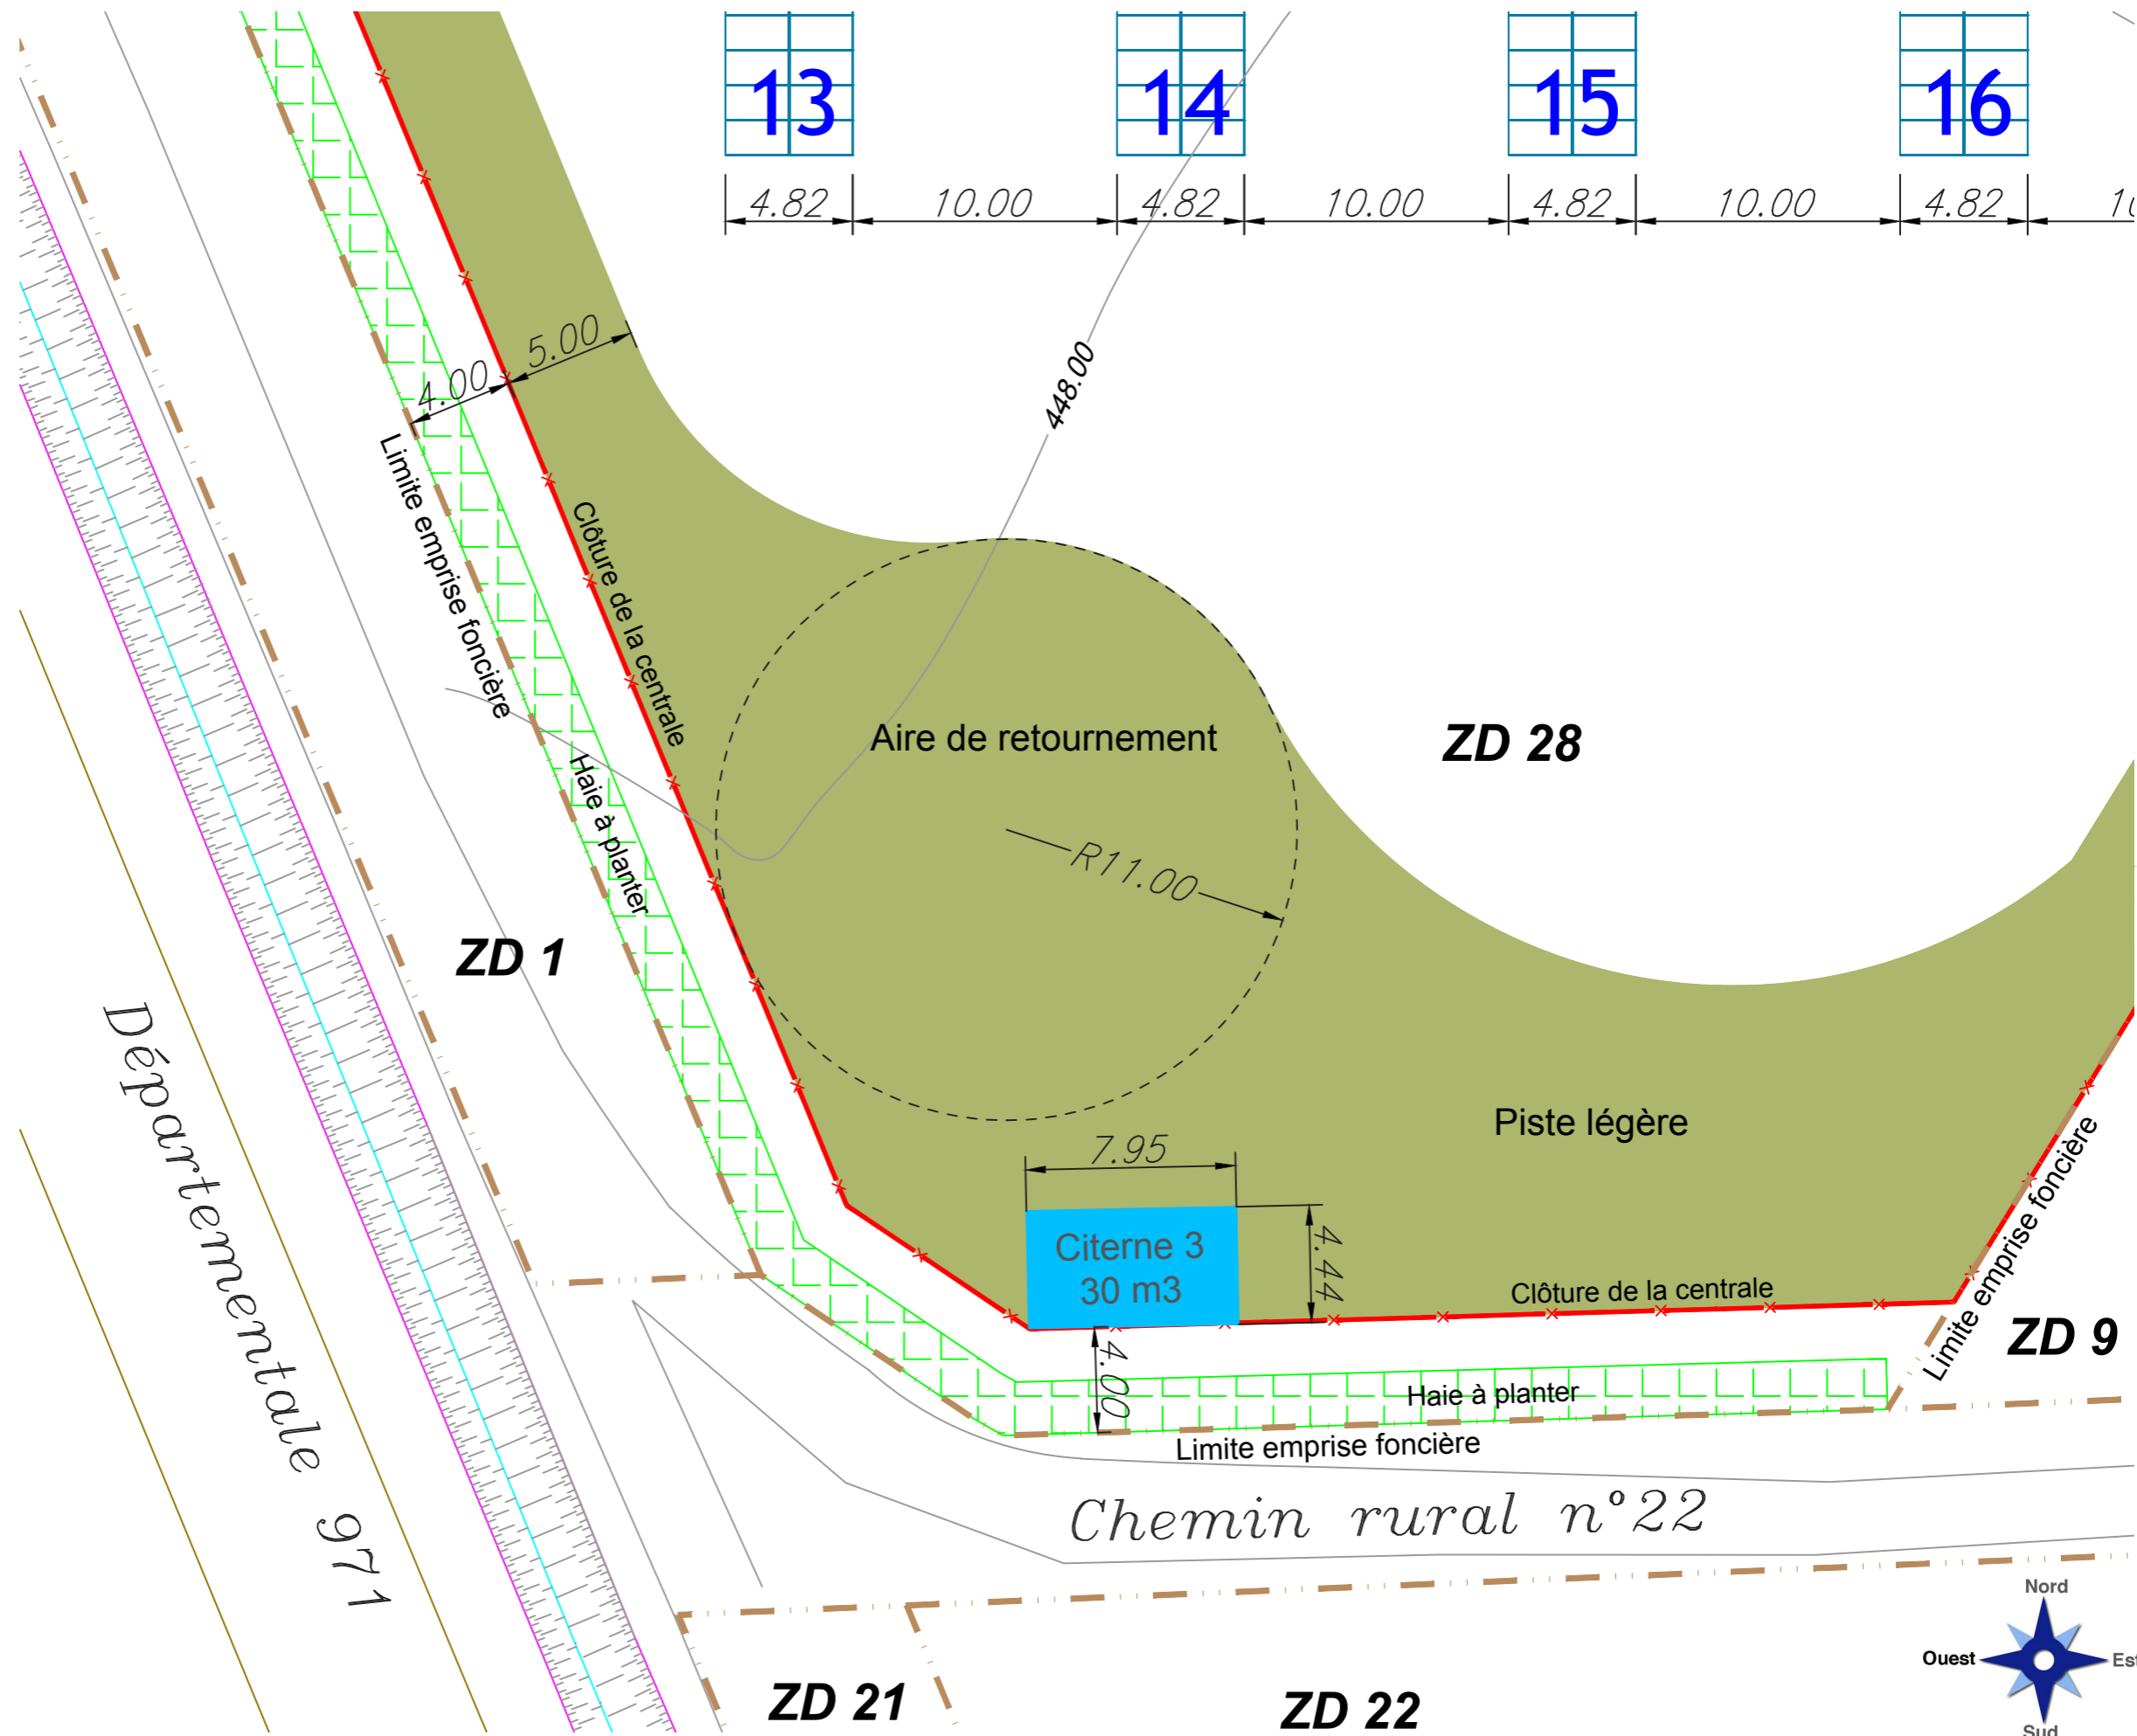 13
14
15
16
4.82
10.00
4.82
10.00
4.82
10.00
4.82
5.00
4.00
448.00
Limite emprise foncière
Clôture de la centrale
Haie à planter
Aire de retournement
R11.00
ZD 28
ZD 1
Départementale 971
Piste légère
7.95
Citerne 3
30 m3
4.44
4.00
Clôture de la centrale
Limite emprise foncière
ZD 9
Haie à planter
Limite emprise foncière
Chemin rural n°22
ZD 21
ZD 22
Nord
Ouest
Est
Sud